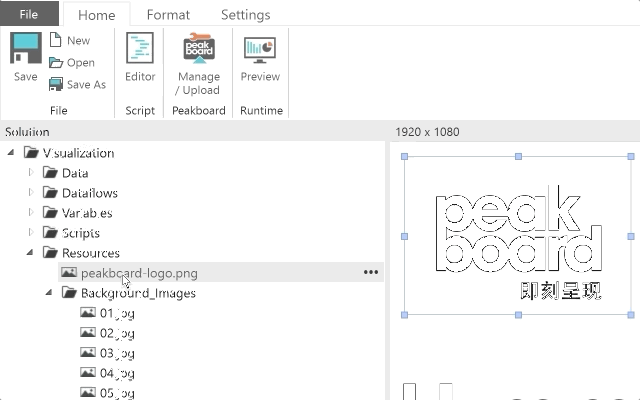 File Home Format Settings
Save New Open Save As Editor Manage / Upload Preview
File Script Peakboard Runtime
Solution 1920 x 1080
Visualization
Data
Dataflows
Variables
Scripts
Resources
peakboard-logo.png •••
Background_Images
01.jpg
02.jpg
03.jpg
04.jpg
05.jpg
peak
board
即刻呈现